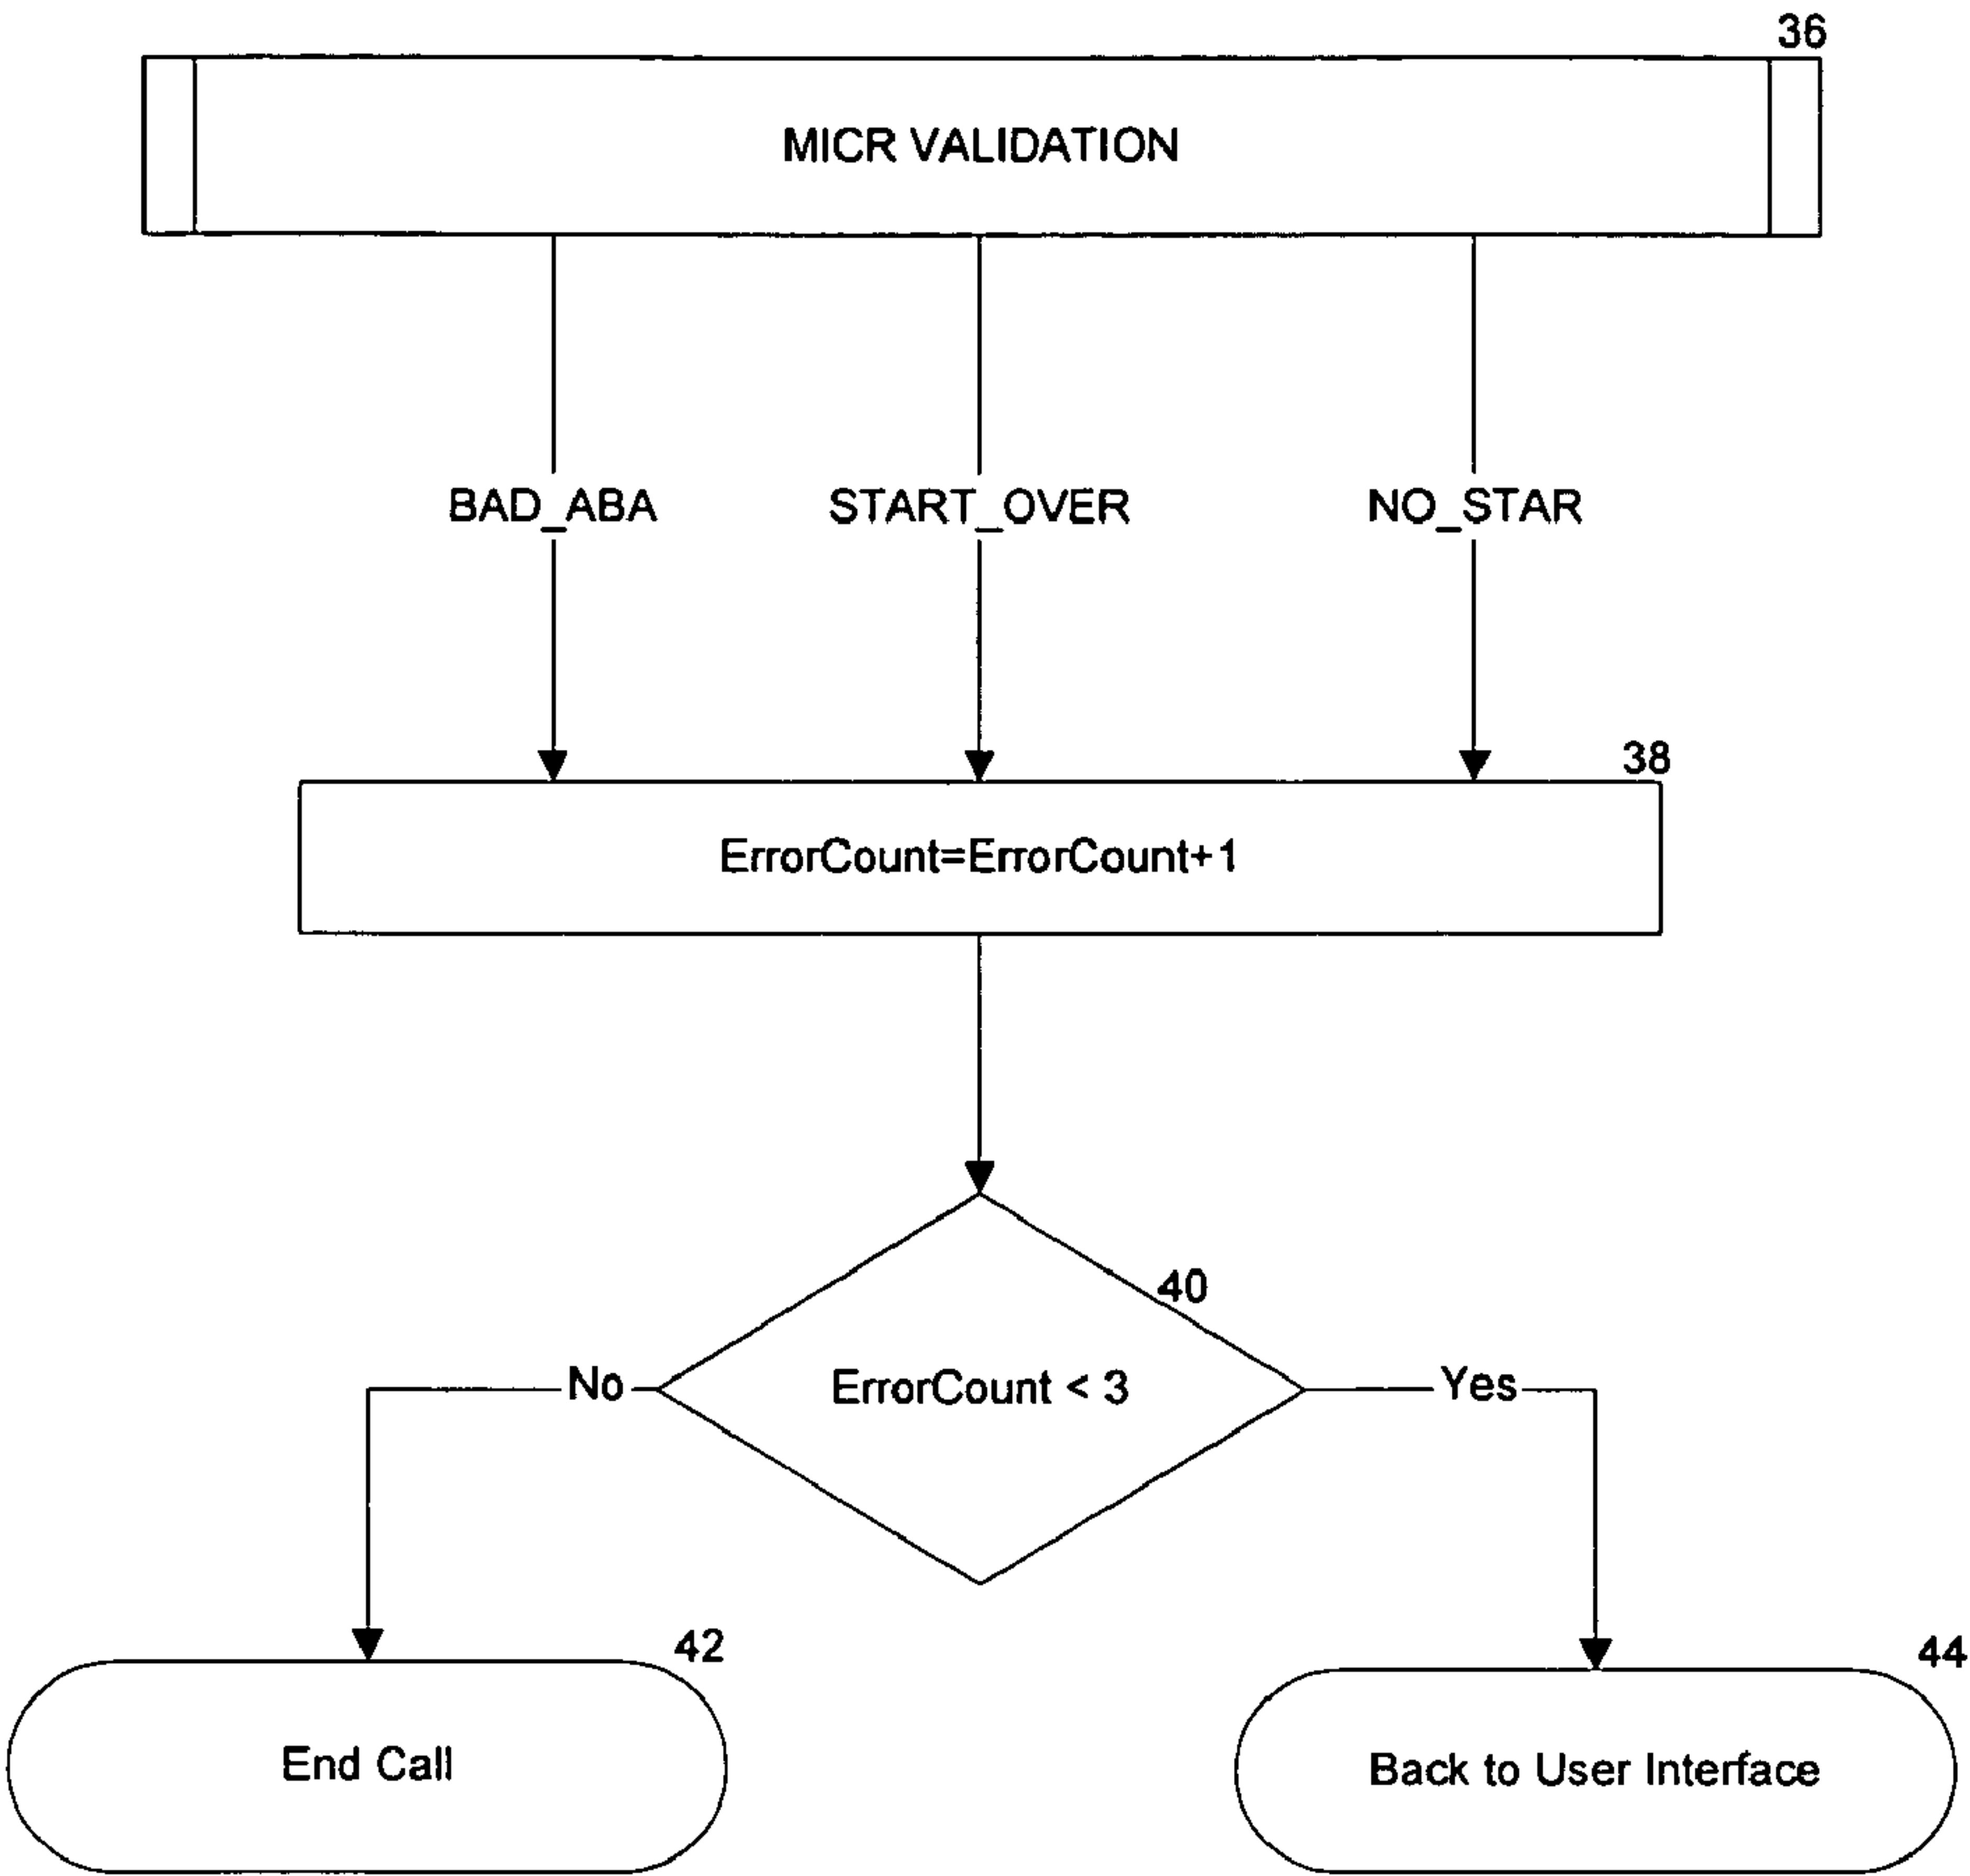 36
MICR VALIDATION
BAD_ABA
START_OVER
NO_STAR
38
ErrorCount=ErrorCount+1
40
ErrorCount < 3
No
Yes
42
End Call
44
Back to User Interface